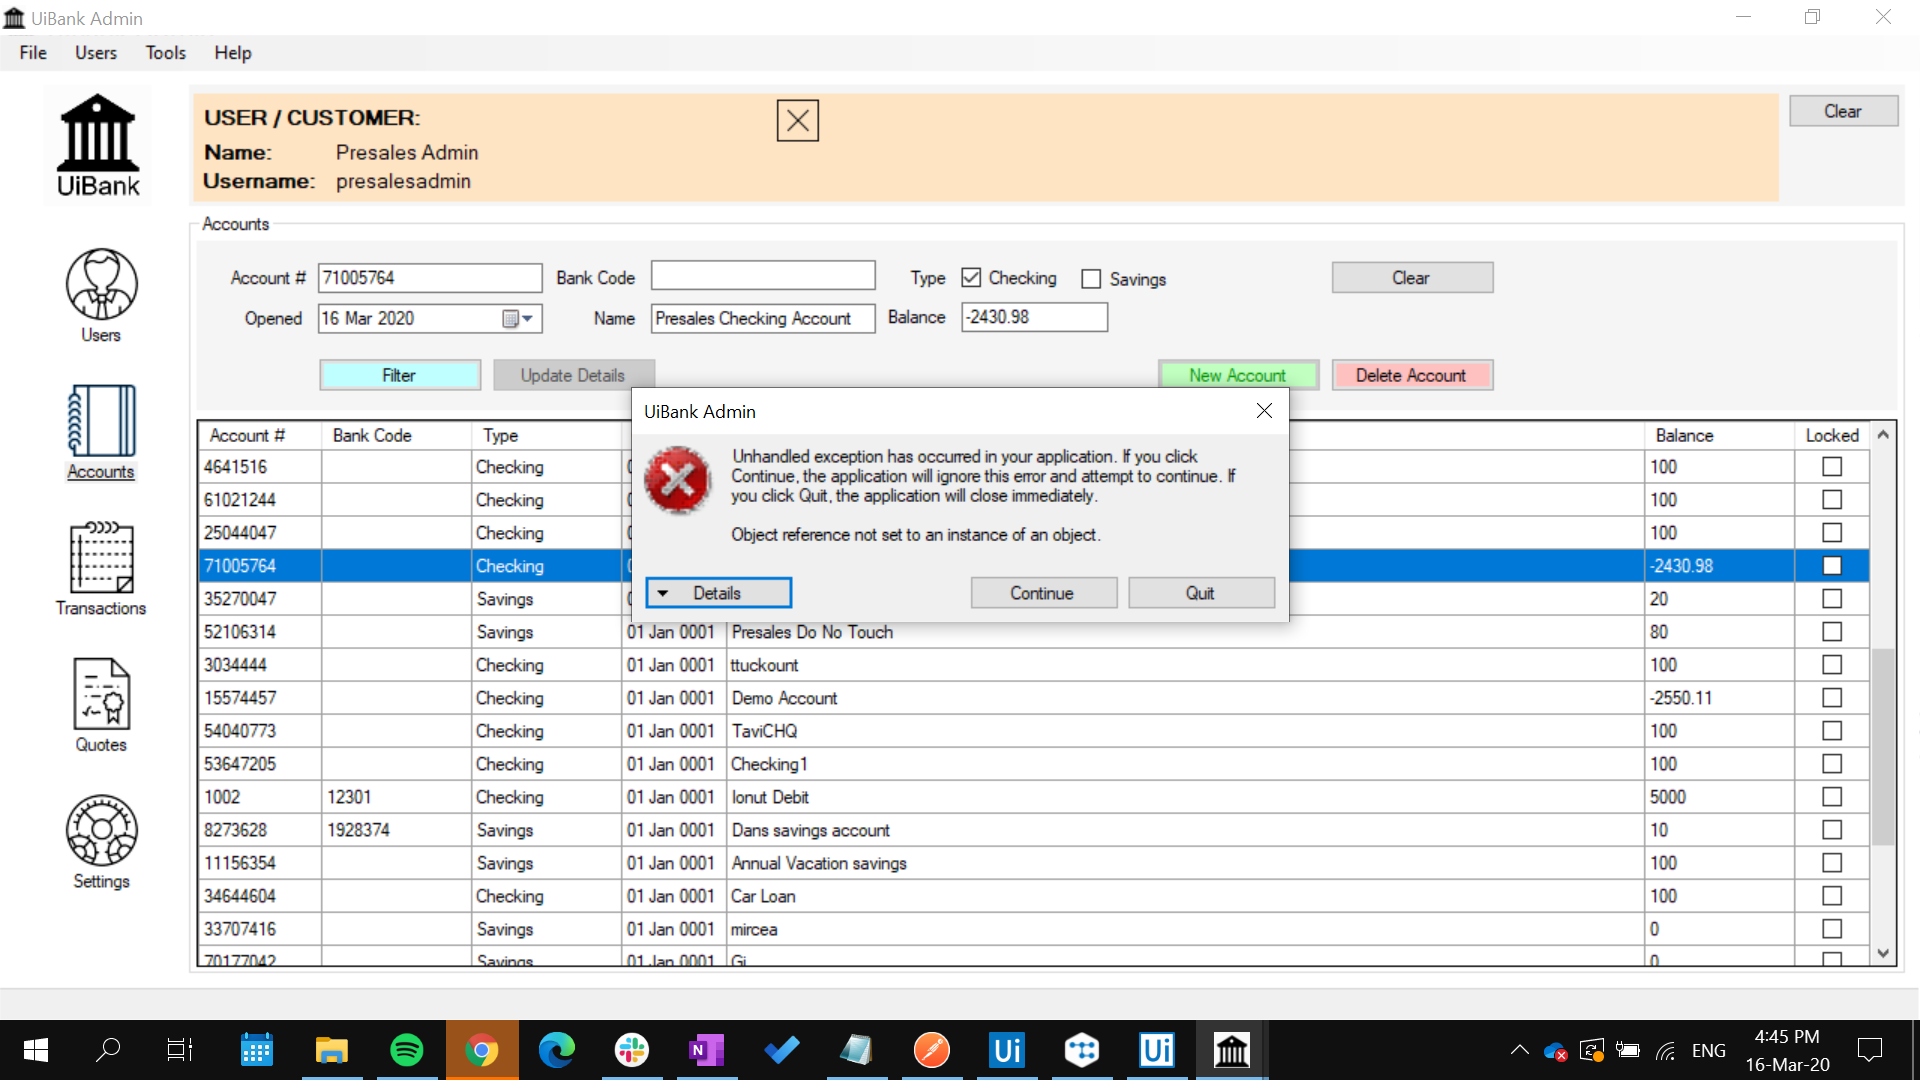 UiBank Admin
File Users Tools Help
UiBank
USER / CUSTOMER:
Name: Presales Admin
Username: presalesadmin
Clear
Accounts
Account # 71005764 Bank Code Type Checking Savings Clear
Opened 16 Mar 2020 Name Presales Checking Account Balance -2430.98
Filter Update Details New Account Delete Account
Users
Accounts
Transactions
Quotes
Settings
UiBank Admin
Unhandled exception has occurred in your application. If you click
Continue, the application will ignore this error and attempt to continue. If
you click Quit, the application will close immediately.
Object reference not set to an instance of an object.
Details Continue Quit
Account # Bank Code Type Balance Locked
4641516 Checking 100
61021244 Checking 100
25044047 Checking 100
71005764 Checking -2430.98
35270047 Savings 20
52106314 Savings 01 Jan 0001 Presales Do No Touch 80
3034444 Checking 01 Jan 0001 ttuckount 100
15574457 Checking 01 Jan 0001 Demo Account -2550.11
54040773 Checking 01 Jan 0001 TaviCHQ 100
53647205 Checking 01 Jan 0001 Checking1 100
1002 12301 Checking 01 Jan 0001 Ionut Debit 5000
8273628 1928374 Savings 01 Jan 0001 Dans savings account 10
11156354 Savings 01 Jan 0001 Annual Vacation savings 100
34644604 Checking 01 Jan 0001 Car Loan 100
33707416 Savings 01 Jan 0001 mircea 0
70177042 Savings 01 Jan 0001 Gi 0
N Ui Ui ENG 4:45 PM
16-Mar-20